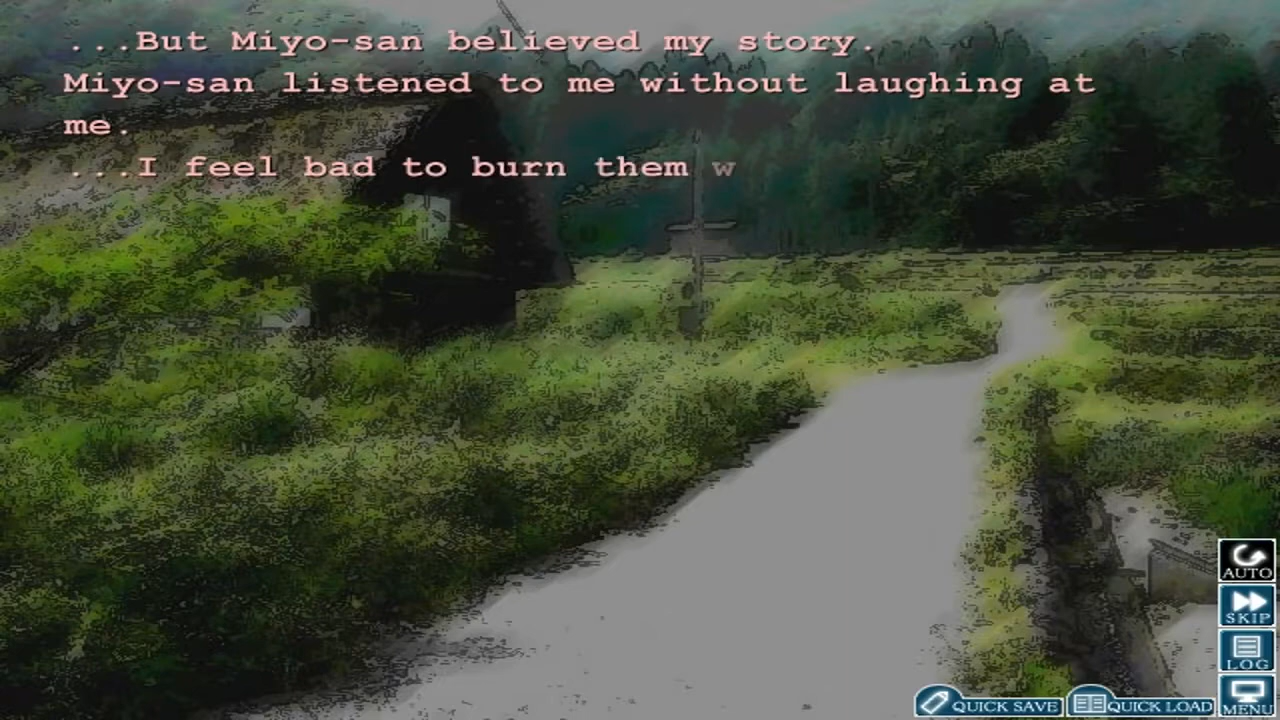 ...But Miyo-san believed my story.
Miyo-san listened to me without laughing at
me.
...I feel bad to burn them w
AUTO
SKIP
LOG
MENU
QUICK SAVE
QUICK LOAD